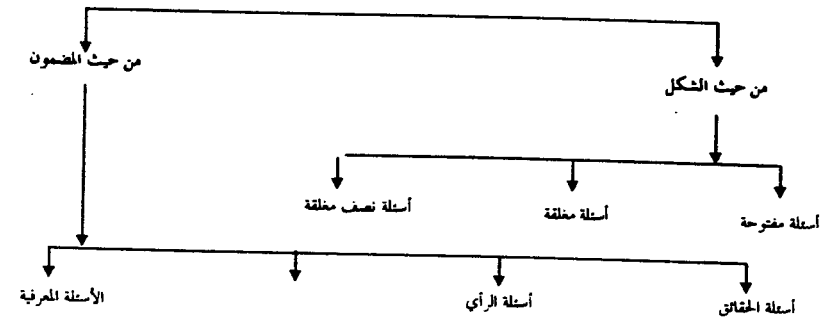 من حيث الشكل
من حيث المضمون
أسئلة مفتوحة
أسئلة مغلقة
أسئلة نصف مغلقة
أسئلة الحقائق
أسئلة الرأي
الأسئلة المعرفية